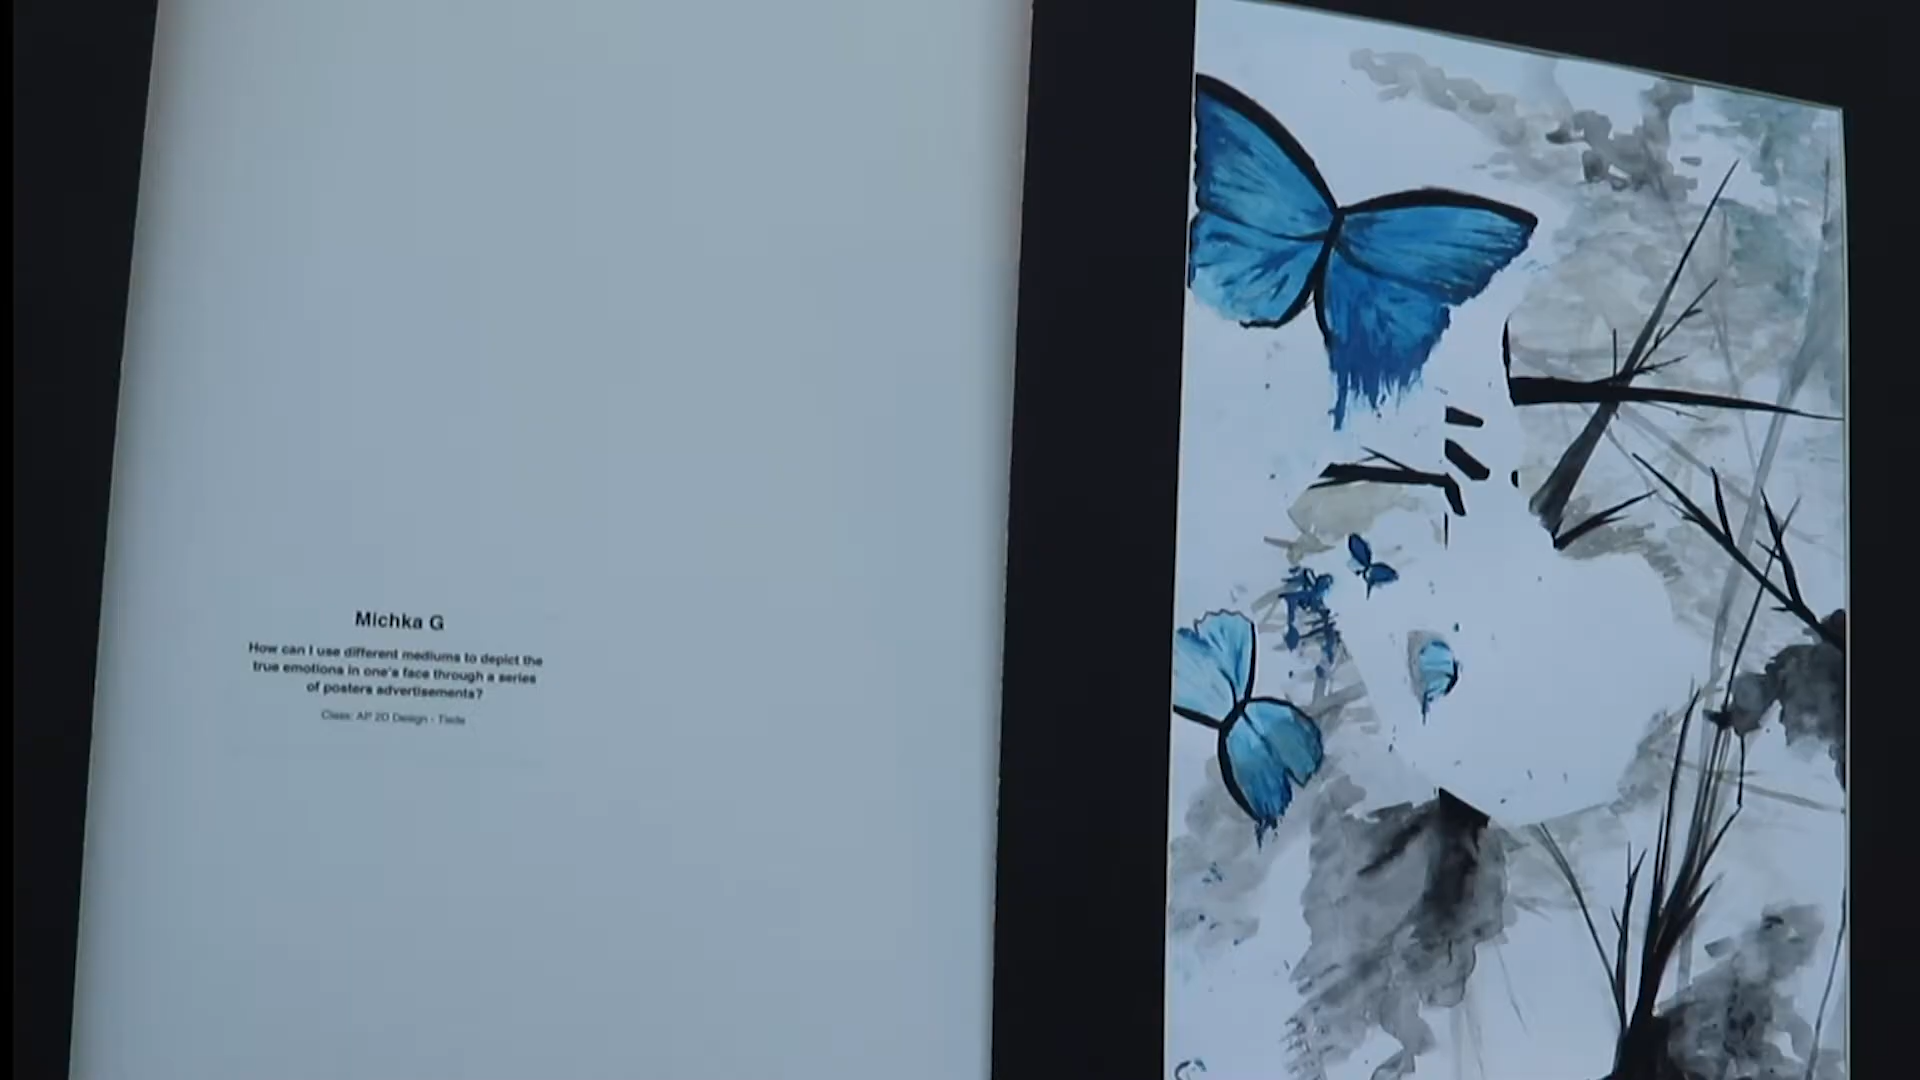 Michka G
How can I use different mediums to depict the
true emotions in one's face through a series
of posters advertisements?
Class: AP 2D Design - Tiede